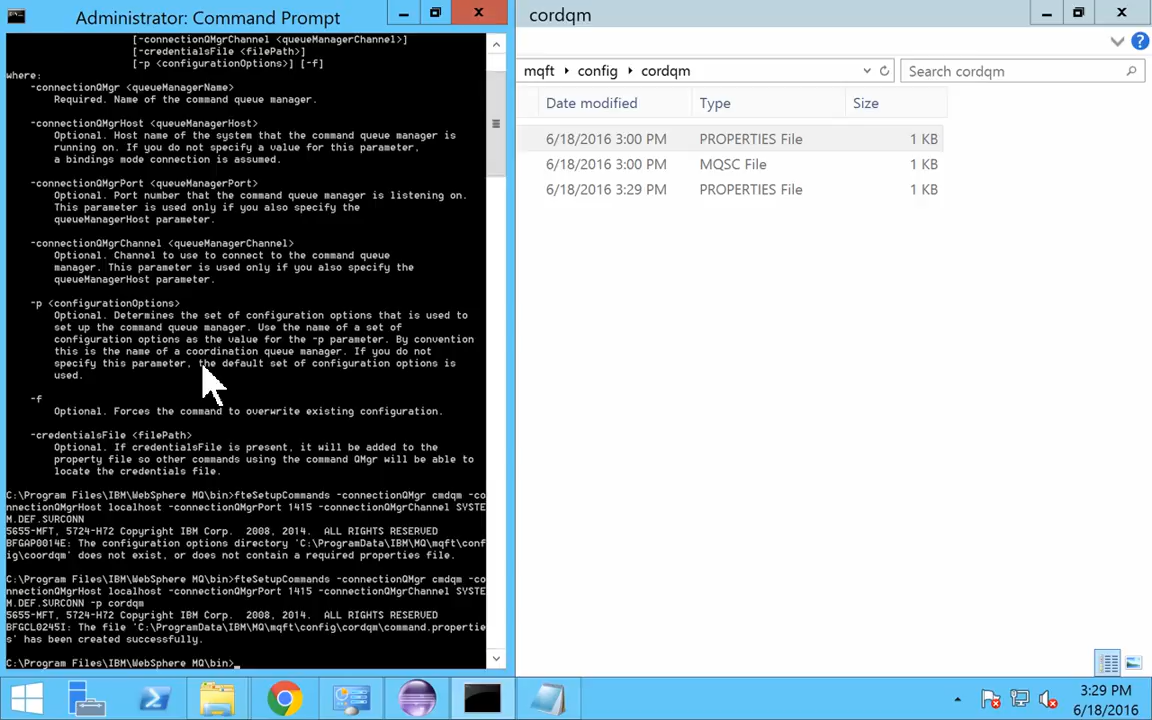 Administrator: Command Prompt
[-connectionQMgrChannel <queueManagerChannel>]
[-credentialsFile <filePath>]
[-p <configurationOptions>] [-f]
where:
-connectionQMgr <queueManagerName>
Required. Name of the command queue manager.
-connectionQMgrHost <queueManagerHost>
Optional. Host name of the system that the command queue manager is
running on. If you do not specify a value for this parameter,
a bindings mode connection is assumed.
-connectionQMgrPort <queueManagerPort>
Optional. Port number that the command queue manager is listening on.
This parameter is used only if you also specify the
queueManagerHost parameter.
-connectionQMgrChannel <queueManagerChannel>
Optional. Channel to use to connect to the command queue
manager. This parameter is used only if you also specify the
queueManagerHost parameter.
-p <configurationOptions>
Optional. Determines the set of configuration options that is used to
set up the command queue manager. Use the name of a set of
configuration options as the value for the -p parameter. By convention
this is the name of a coordination queue manager. If you do not
specify this parameter, the default set of configuration options is
used.
-f
Optional. Forces the command to overwrite existing configuration.
-credentialsFile <filePath>
Optional. If credentialsFile is present, it will be added to the
property file so other commands using the command QMgr will be able to
locate the credentials file.
C:\Program Files\IBM\WebSphere MQ\bin>fteSetupCommands -connectionQMgr cmdqm -co
nnectionQMgrHost localhost -connectionQMgrPort 1415 -connectionQMgrChannel SYSTE
M.DEF.SURCONN
5655-MFT, 5724-H72 Copyright IBM Corp. 2008, 2014. ALL RIGHTS RESERVED
BFGAP0014E: The configuration options directory 'C:\ProgramData\IBM\MQ\mqft\conf
ig\coordqm' does not exist, or does not contain a required properties file.
C:\Program Files\IBM\WebSphere MQ\bin>fteSetupCommands -connectionQMgr cmdqm -co
nnectionQMgrHost localhost -connectionQMgrPort 1415 -connectionQMgrChannel SYSTE
M.DEF.SURCONN -p cordqm
5655-MFT, 5724-H72 Copyright IBM Corp. 2008, 2014. ALL RIGHTS RESERVED
BFGCL0245I: The file 'C:\ProgramData\IBM\MQ\mqft\config\cordqm\command.propertie
s' has been created successfully.
C:\Program Files\IBM\WebSphere MQ\bin>_
cordqm
mqft config cordqm Search cordqm
Date modified Type Size
6/18/2016 3:00 PM PROPERTIES File 1 KB
6/18/2016 3:00 PM MQSC File 1 KB
6/18/2016 3:29 PM PROPERTIES File 1 KB
3:29 PM
6/18/2016